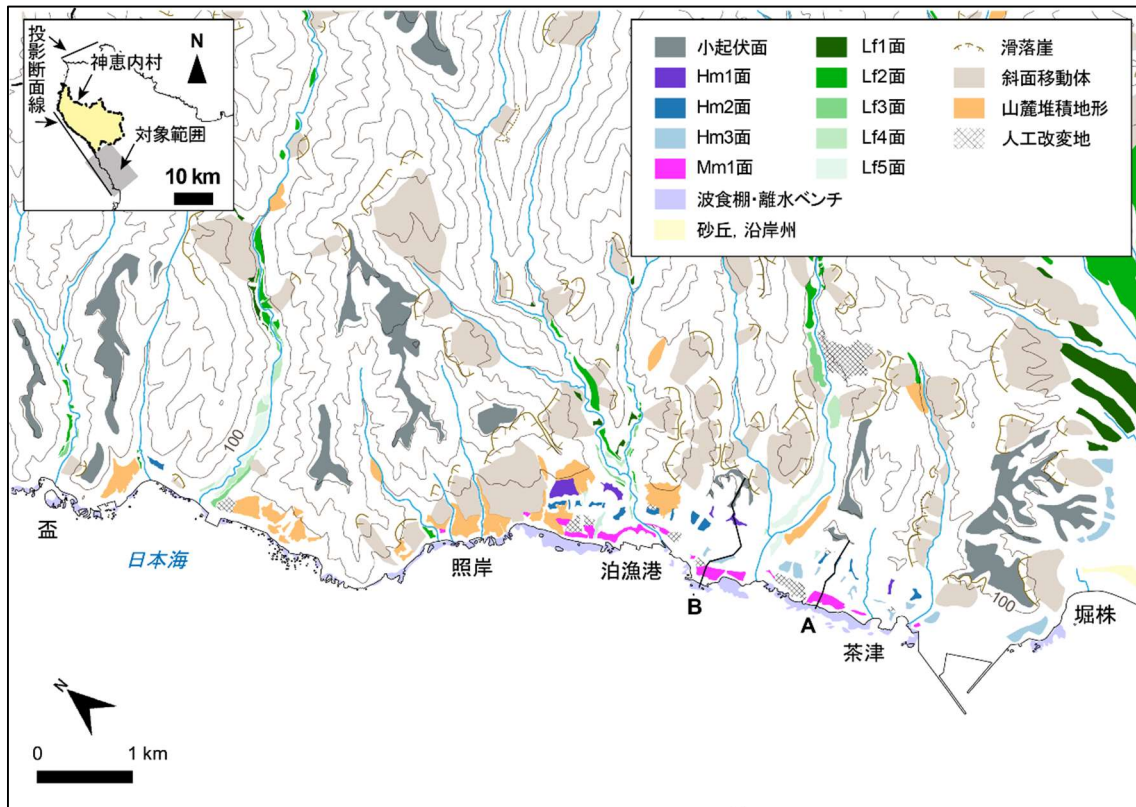 投影断面線
神恵内村
N
対象範囲
10 km
小起伏面
Hm1面
Hm2面
Hm3面
Mm1面
波食棚・離水ベンチ
砂丘, 沿岸州
Lf1面
Lf2面
Lf3面
Lf4面
Lf5面
滑落崖
斜面移動体
山麓堆積地形
人工改変地
100
盃
日本海
照岸
泊漁港
B
A
茶津
100
堀株
N
0 1 km